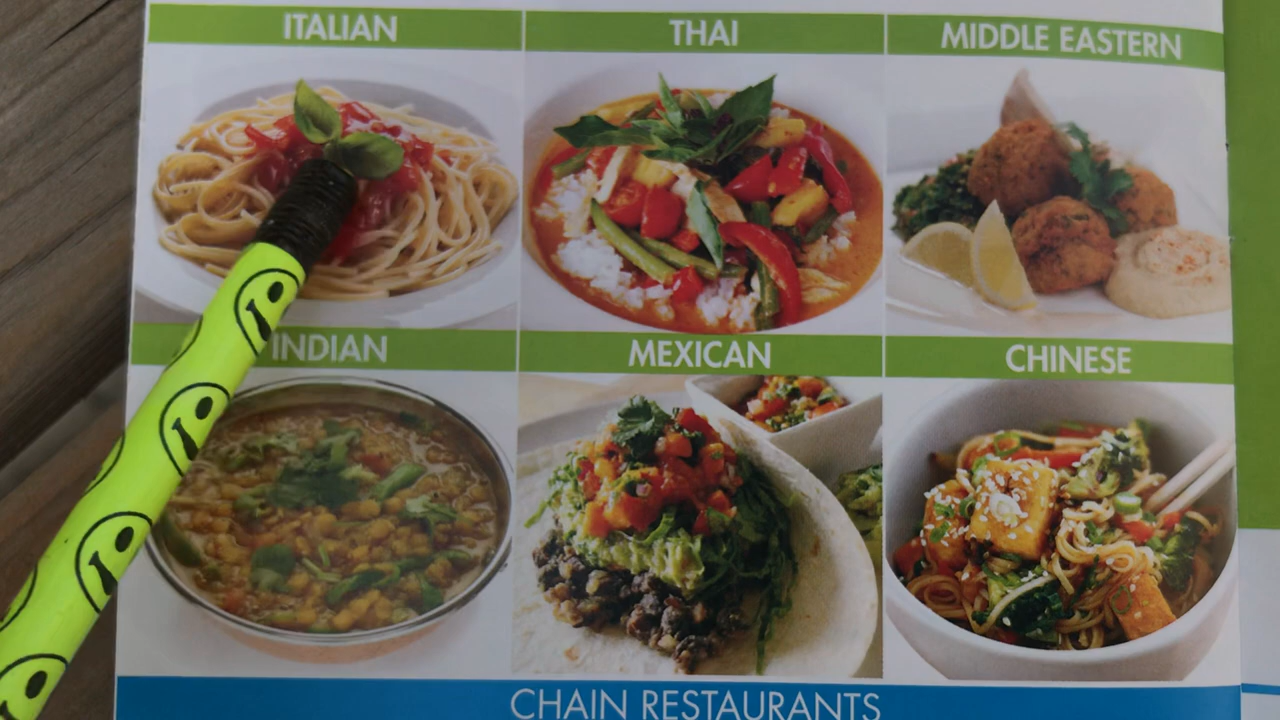 ITALIAN
THAI
MIDDLE EASTERN
INDIAN
MEXICAN
CHINESE
CHAIN RESTAURANTS